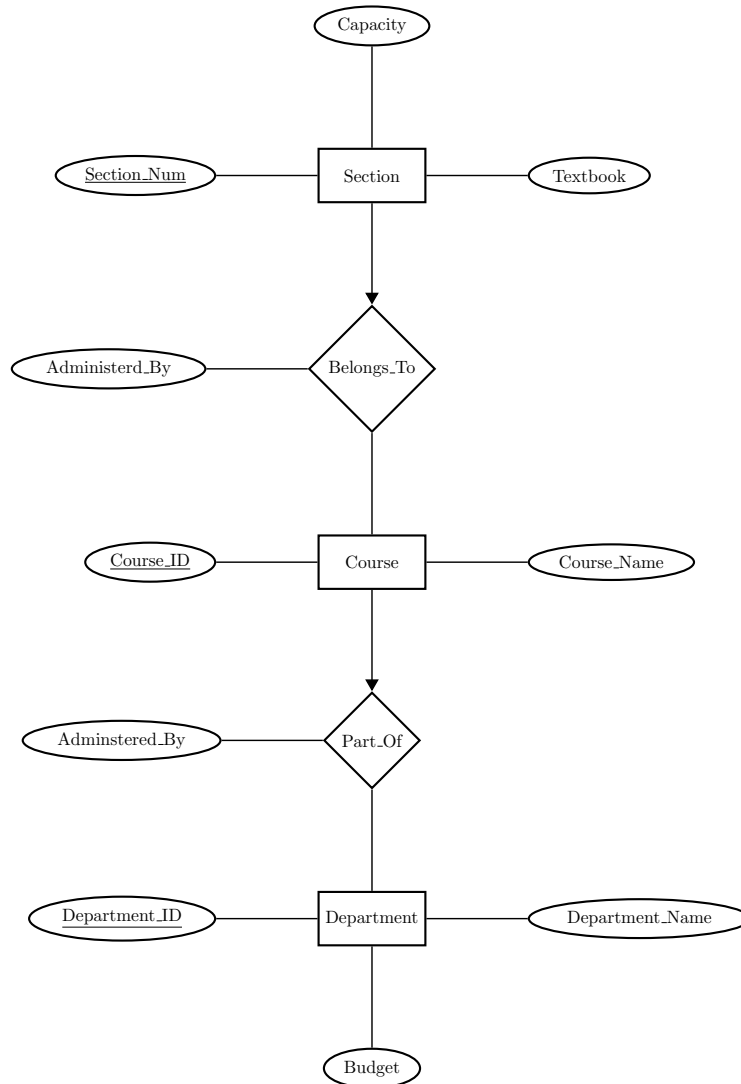 Capacity
Section_Num
Section
Textbook
Administerd_By
Belongs_To
Course_ID
Course
Course_Name
Adminstered_By
Part_Of
Department_ID
Department
Department_Name
Budget